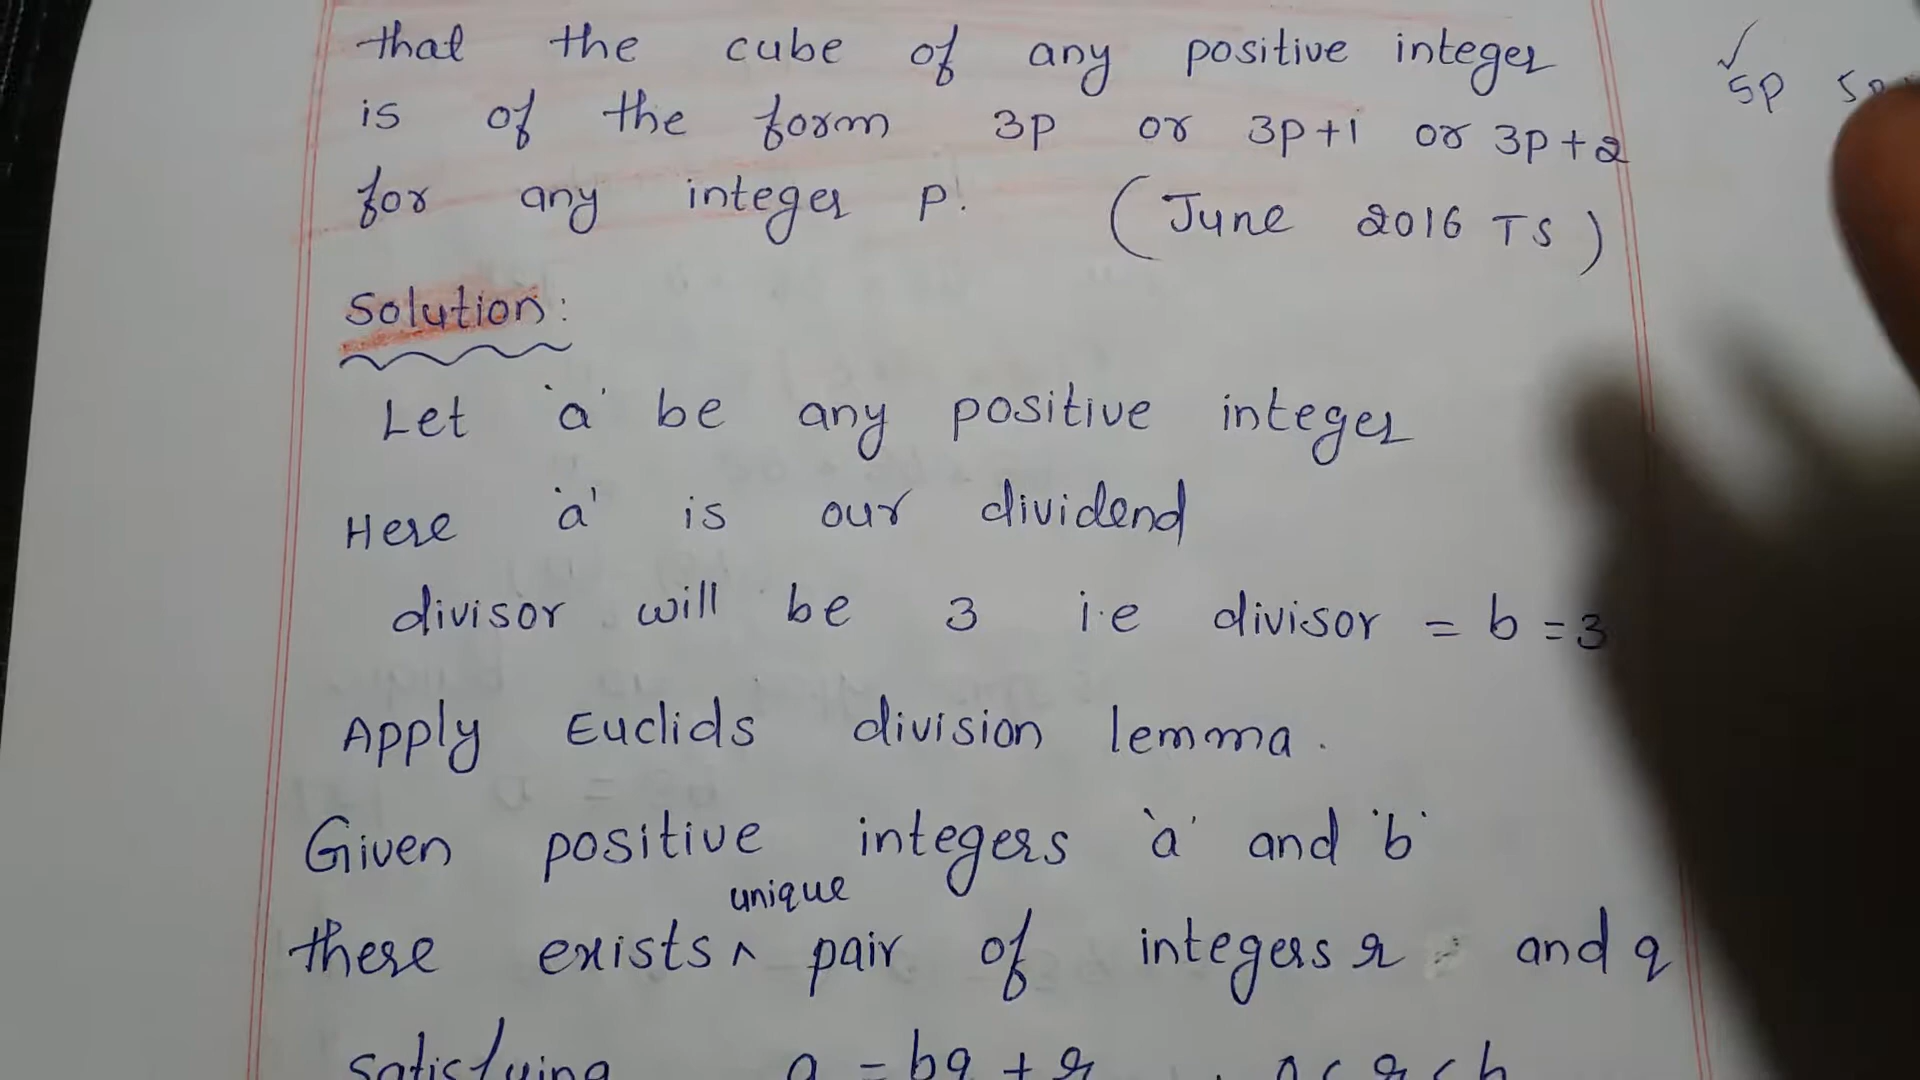 that the cube of any positive integer
is of the form 3p or 3p+1 or 3p+2
for any integer p. (June 2016 TS)
5p
Solution:
Let 'a' be any positive integer
Here 'a' is our dividend
divisor will be 3 i.e divisor = b = 3
Apply Euclids division lemma.
Given positive integers 'a' and 'b'
unique
there exists ^ pair of integers r and q
satisfying a = bq + r